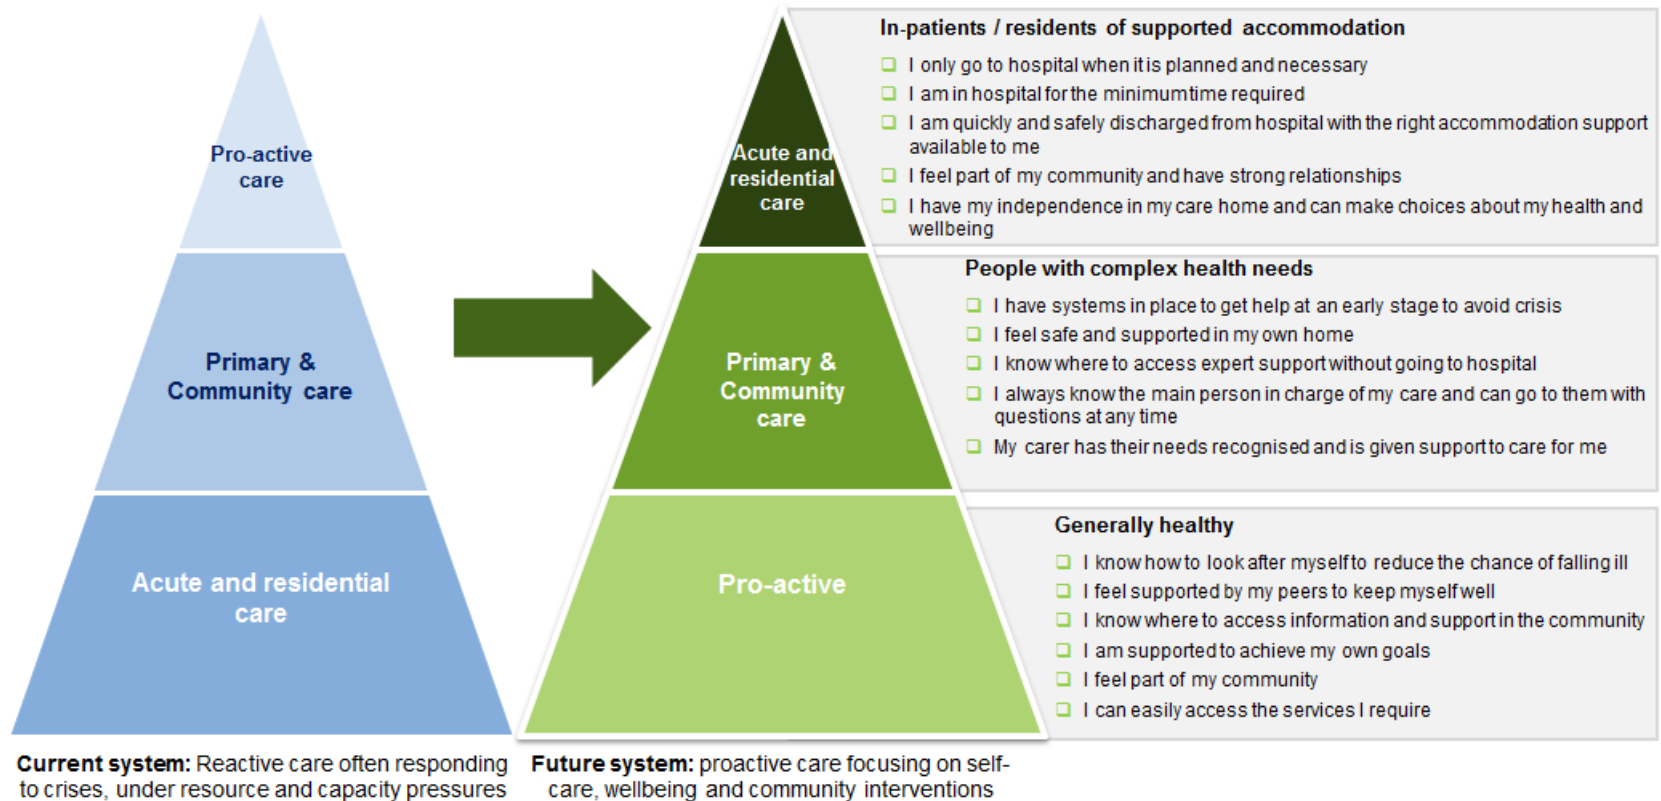 Pro-active
care
Primary &
Community care
Acute and residential
care
Current system: Reactive care often responding
to crises, under resource and capacity pressures
Acute and
residential
care
Primary &
Community
care
Pro-active
Future system: proactive care focusing on self-
care, wellbeing and community interventions
In-patients / residents of supported accommodation
I only go to hospital when it is planned and necessary
I am in hospital for the minimum time required
I am quickly and safely discharged from hospital with the right accommodation support
available to me
I feel part of my community and have strong relationships
I have my independence in my care home and can make choices about my health and
wellbeing
People with complex health needs
I have systems in place to get help at an early stage to avoid crisis
I feel safe and supported in my own home
I know where to access expert support without going to hospital
I always know the main person in charge of my care and can go to them with
questions at any time
My carer has their needs recognised and is given support to care for me
Generally healthy
I know how to look after myself to reduce the chance of falling ill
I feel supported by my peers to keep myself well
I know where to access information and support in the community
I am supported to achieve my own goals
I feel part of my community
I can easily access the services I require